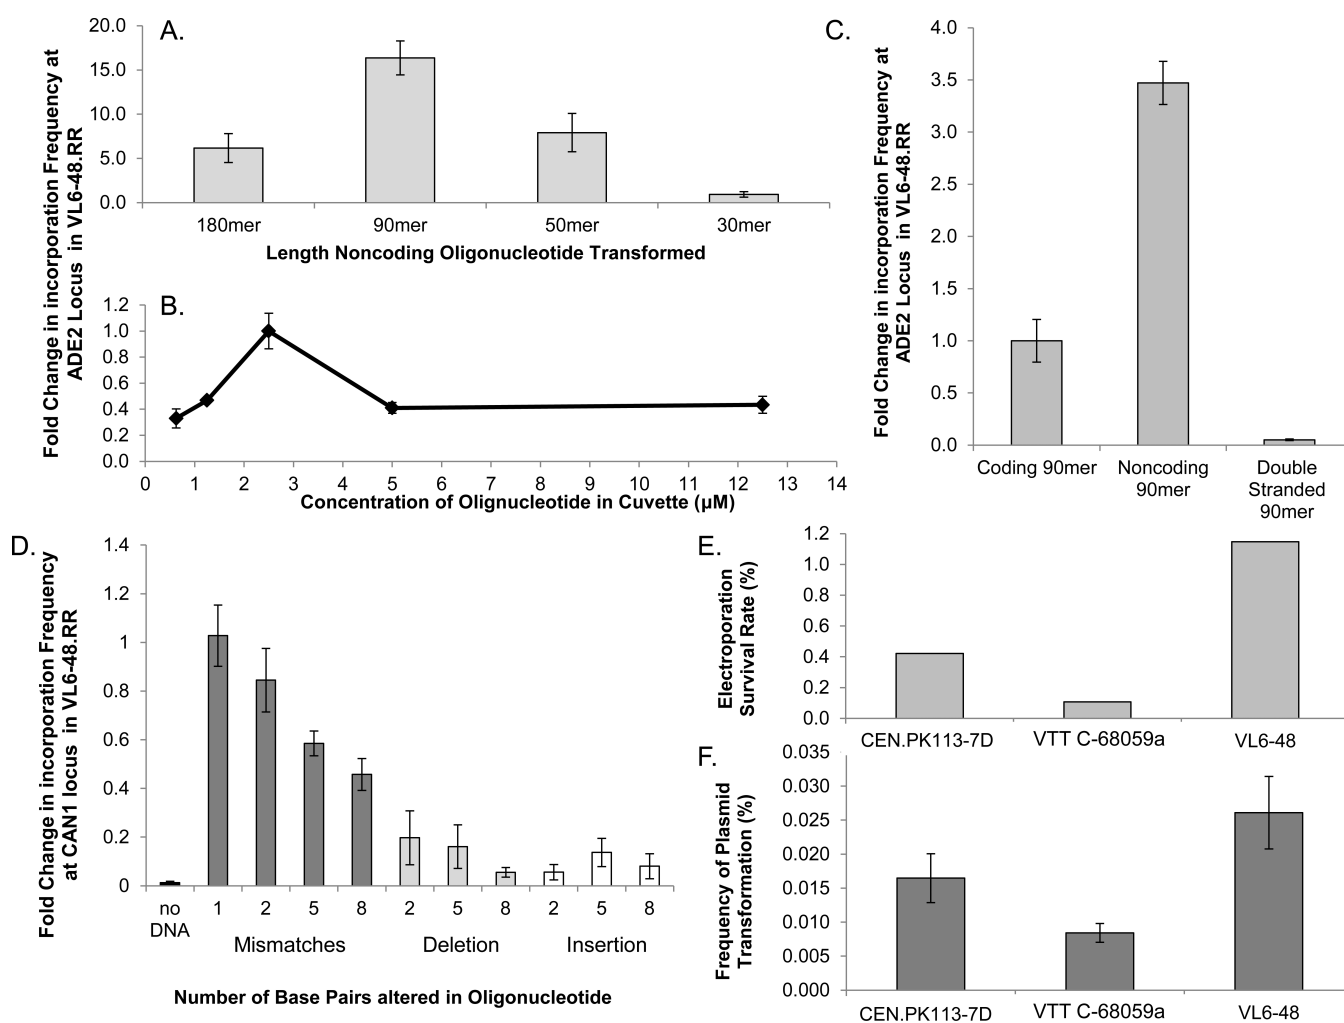 A.
Fold Change in incorporation Frequency at
ADE2 Locus in VL6-48.RR
20.0
15.0
10.0
5.0
0.0
180mer 90mer 50mer 30mer
Length Noncoding Oligonucleotide Transformed
B.
1.2
1.0
0.8
0.6
0.4
0.2
0.0
0 1 2 3 4 5 6 7 8 9 10 11 12 13 14
Concentration of Olignucleotide in Cuvette (µM)
C.
Fold Change in incorporation Frequency at
ADE2 Locus in VL6-48.RR
4.0
3.5
3.0
2.5
2.0
1.5
1.0
0.5
0.0
Coding 90mer Noncoding Double
90mer Stranded
90mer
D.
Fold Change in incorporation Frequency
at CAN1 locus in VL6-48.RR
1.4
1.2
1
0.8
0.6
0.4
0.2
0
no 1 2 5 8 2 5 8 2 5 8
DNA
Mismatches Deletion Insertion
Number of Base Pairs altered in Oligonucleotide
E.
Electroporation
Survival Rate (%)
1.2
1.0
0.8
0.6
0.4
0.2
0.0
CEN.PK113-7D VTT C-68059a VL6-48
F.
Frequency of Plasmid
Transformation (%)
0.035
0.030
0.025
0.020
0.015
0.010
0.005
0.000
CEN.PK113-7D VTT C-68059a VL6-48